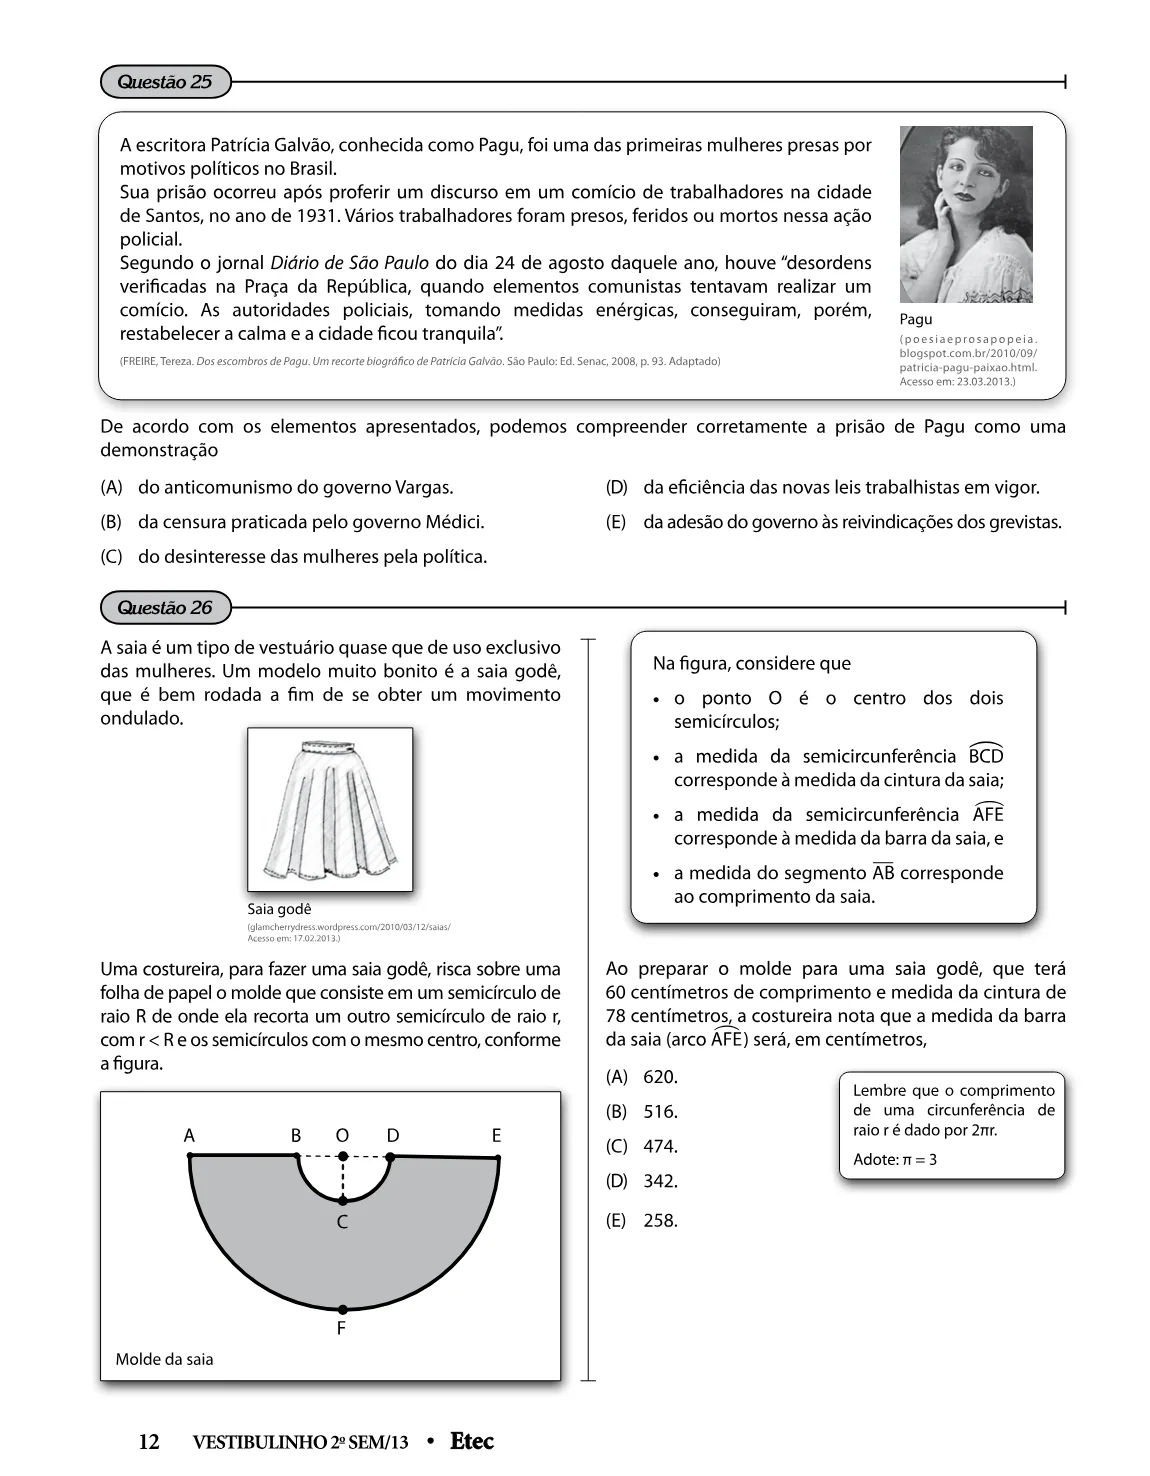 Questão 25
A escritora Patrícia Galvão, conhecida como Pagu, foi uma das primeiras mulheres presas por
motivos políticos no Brasil.
Sua prisão ocorreu após proferir um discurso em um comício de trabalhadores na cidade
de Santos, no ano de 1931. Vários trabalhadores foram presos, feridos ou mortos nessa ação
policial.
Segundo o jornal Diário de São Paulo do dia 24 de agosto daquele ano, houve “desordens
verificadas na Praça da República, quando elementos comunistas tentavam realizar um
comício. As autoridades policiais, tomando medidas enérgicas, conseguiram, porém,
restabelecer a calma e a cidade ficou tranquila”.
(FREIRE, Tereza. Dos escombros de Pagu. Um recorte biográfico de Patrícia Galvão. São Paulo: Ed. Senac, 2008, p. 93. Adaptado)
Pagu
(poesiaeprosapopeia.
blogspot.com.br/2010/09/
patricia-pagu-paixao.html.
Acesso em: 23.03.2013.)
De acordo com os elementos apresentados, podemos compreender corretamente a prisão de Pagu como uma
demonstração
(A) do anticomunismo do governo Vargas.
(B) da censura praticada pelo governo Médici.
(C) do desinteresse das mulheres pela política.
(D) da eficiência das novas leis trabalhistas em vigor.
(E) da adesão do governo às reivindicações dos grevistas.
Questão 26
A saia é um tipo de vestuário quase que de uso exclusivo
das mulheres. Um modelo muito bonito é a saia godê,
que é bem rodada a fim de se obter um movimento
ondulado.
Saia godê
(glamcherrydress.wordpress.com/2010/03/12/saias/
Acesso em: 17.02.2013.)
Uma costureira, para fazer uma saia godê, risca sobre uma
folha de papel o molde que consiste em um semicírculo de
raio R de onde ela recorta um outro semicírculo de raio r,
com r < R e os semicírculos com o mesmo centro, conforme
a figura.
A B O D E
C
F
Molde da saia
Na figura, considere que
• o ponto O é o centro dos dois
semicírculos;
• a medida da semicircunferência BCD
corresponde à medida da cintura da saia;
• a medida da semicircunferência AFE
corresponde à medida da barra da saia, e
• a medida do segmento AB corresponde
ao comprimento da saia.
Ao preparar o molde para uma saia godê, que terá
60 centímetros de comprimento e medida da cintura de
78 centímetros, a costureira nota que a medida da barra
da saia (arco AFE) será, em centímetros,
(A) 620.
(B) 516.
(C) 474.
(D) 342.
(E) 258.
Lembre que o comprimento
de uma circunferência de
raio r é dado por 2πr.
Adote: π = 3
12 VESTIBULINHO 2º SEM/13 • Etec